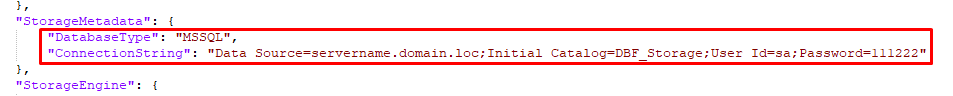 },
"StorageMetadata": {
"DatabaseType": "MSSQL",
"ConnectionString": "Data Source=servername.domain.loc;Initial Catalog=DBF_Storage;User Id=sa;Password=111222"
},
"StorageEngine": {